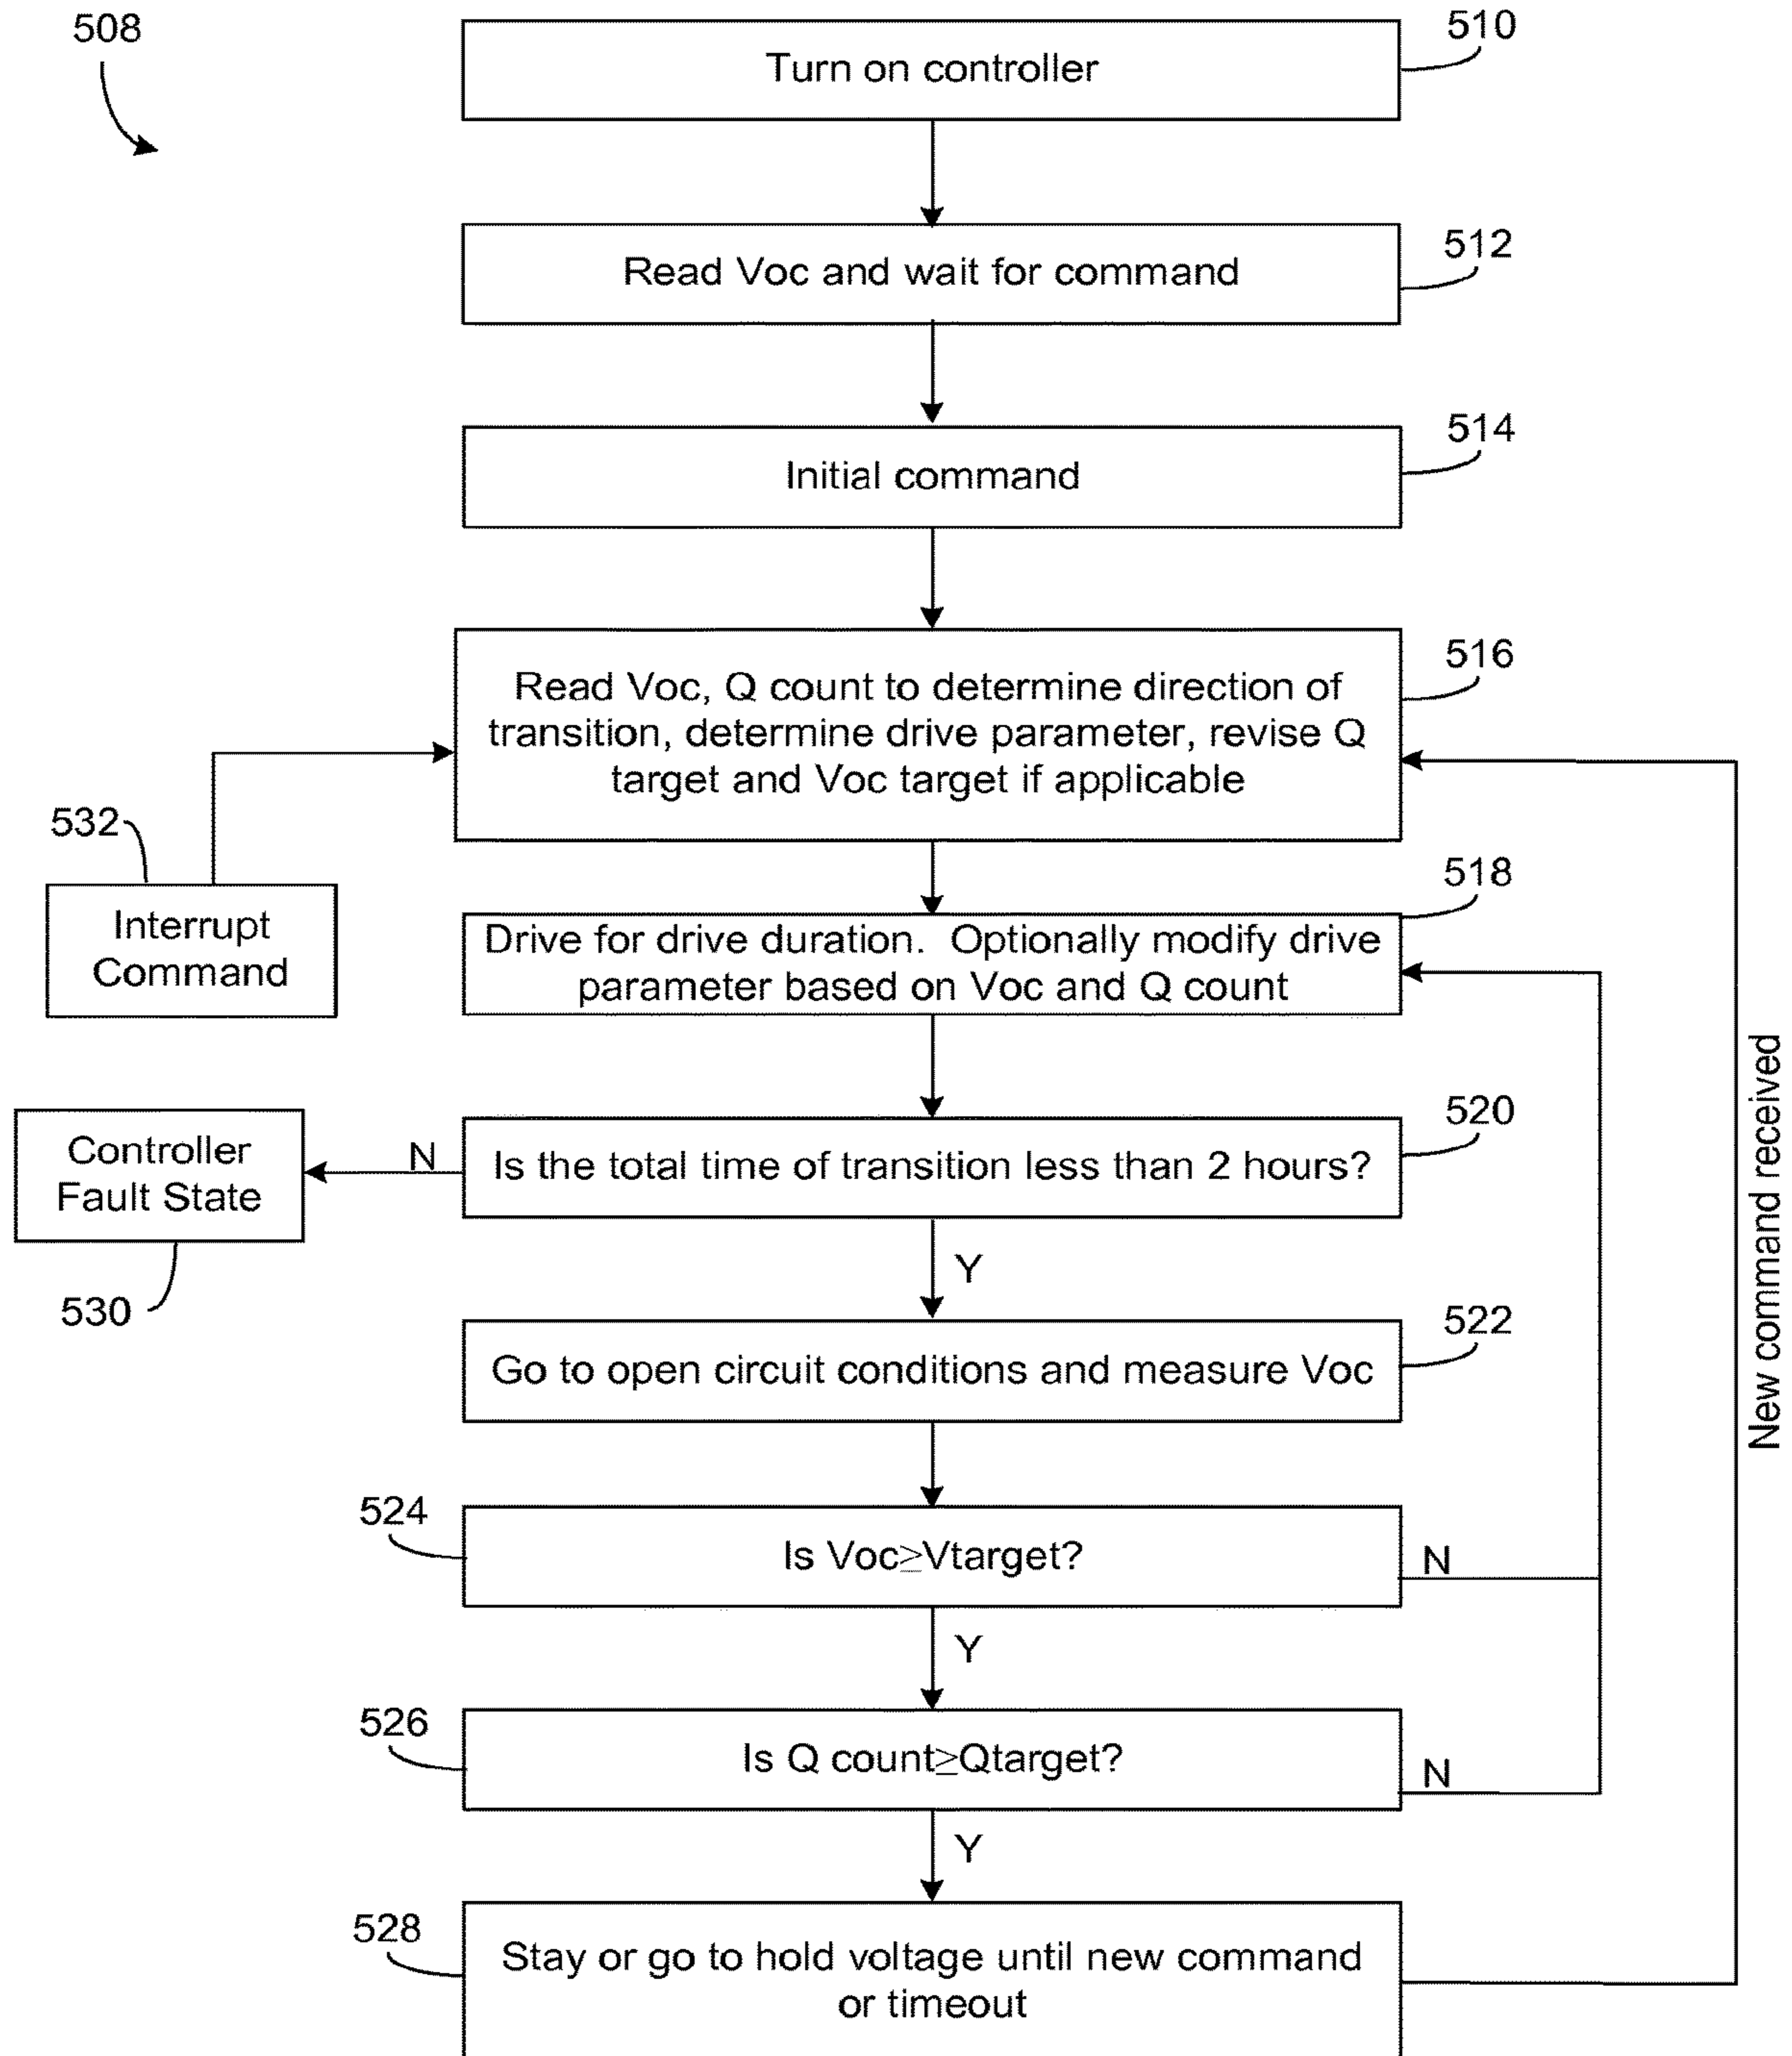 508
510
Turn on controller
512
Read Voc and wait for command
514
Initial command
516
Read Voc, Q count to determine direction of
transition, determine drive parameter, revise Q
target and Voc target if applicable
532
Interrupt
Command
518
Drive for drive duration. Optionally modify drive
parameter based on Voc and Q count
New command received
520
Is the total time of transition less than 2 hours?
N
Controller
Fault State
530
Y
522
Go to open circuit conditions and measure Voc
524
Is Voc≥Vtarget?
N
Y
526
Is Q count≥Qtarget?
N
Y
528
Stay or go to hold voltage until new command
or timeout